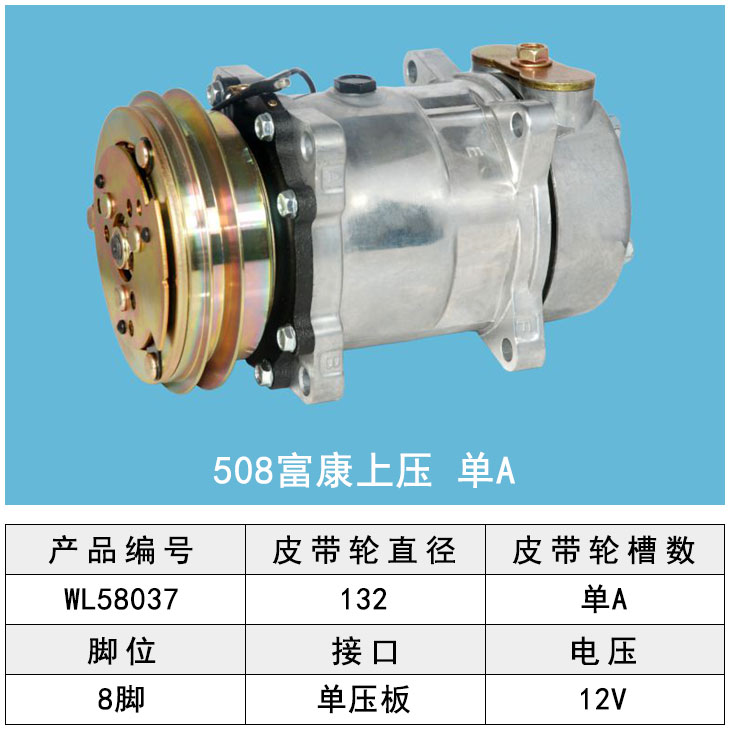 508富康上压 单A
产品编号 皮带轮直径 皮带轮槽数
WL58037 132 单A
脚位 接口 电压
8脚 单压板 12V